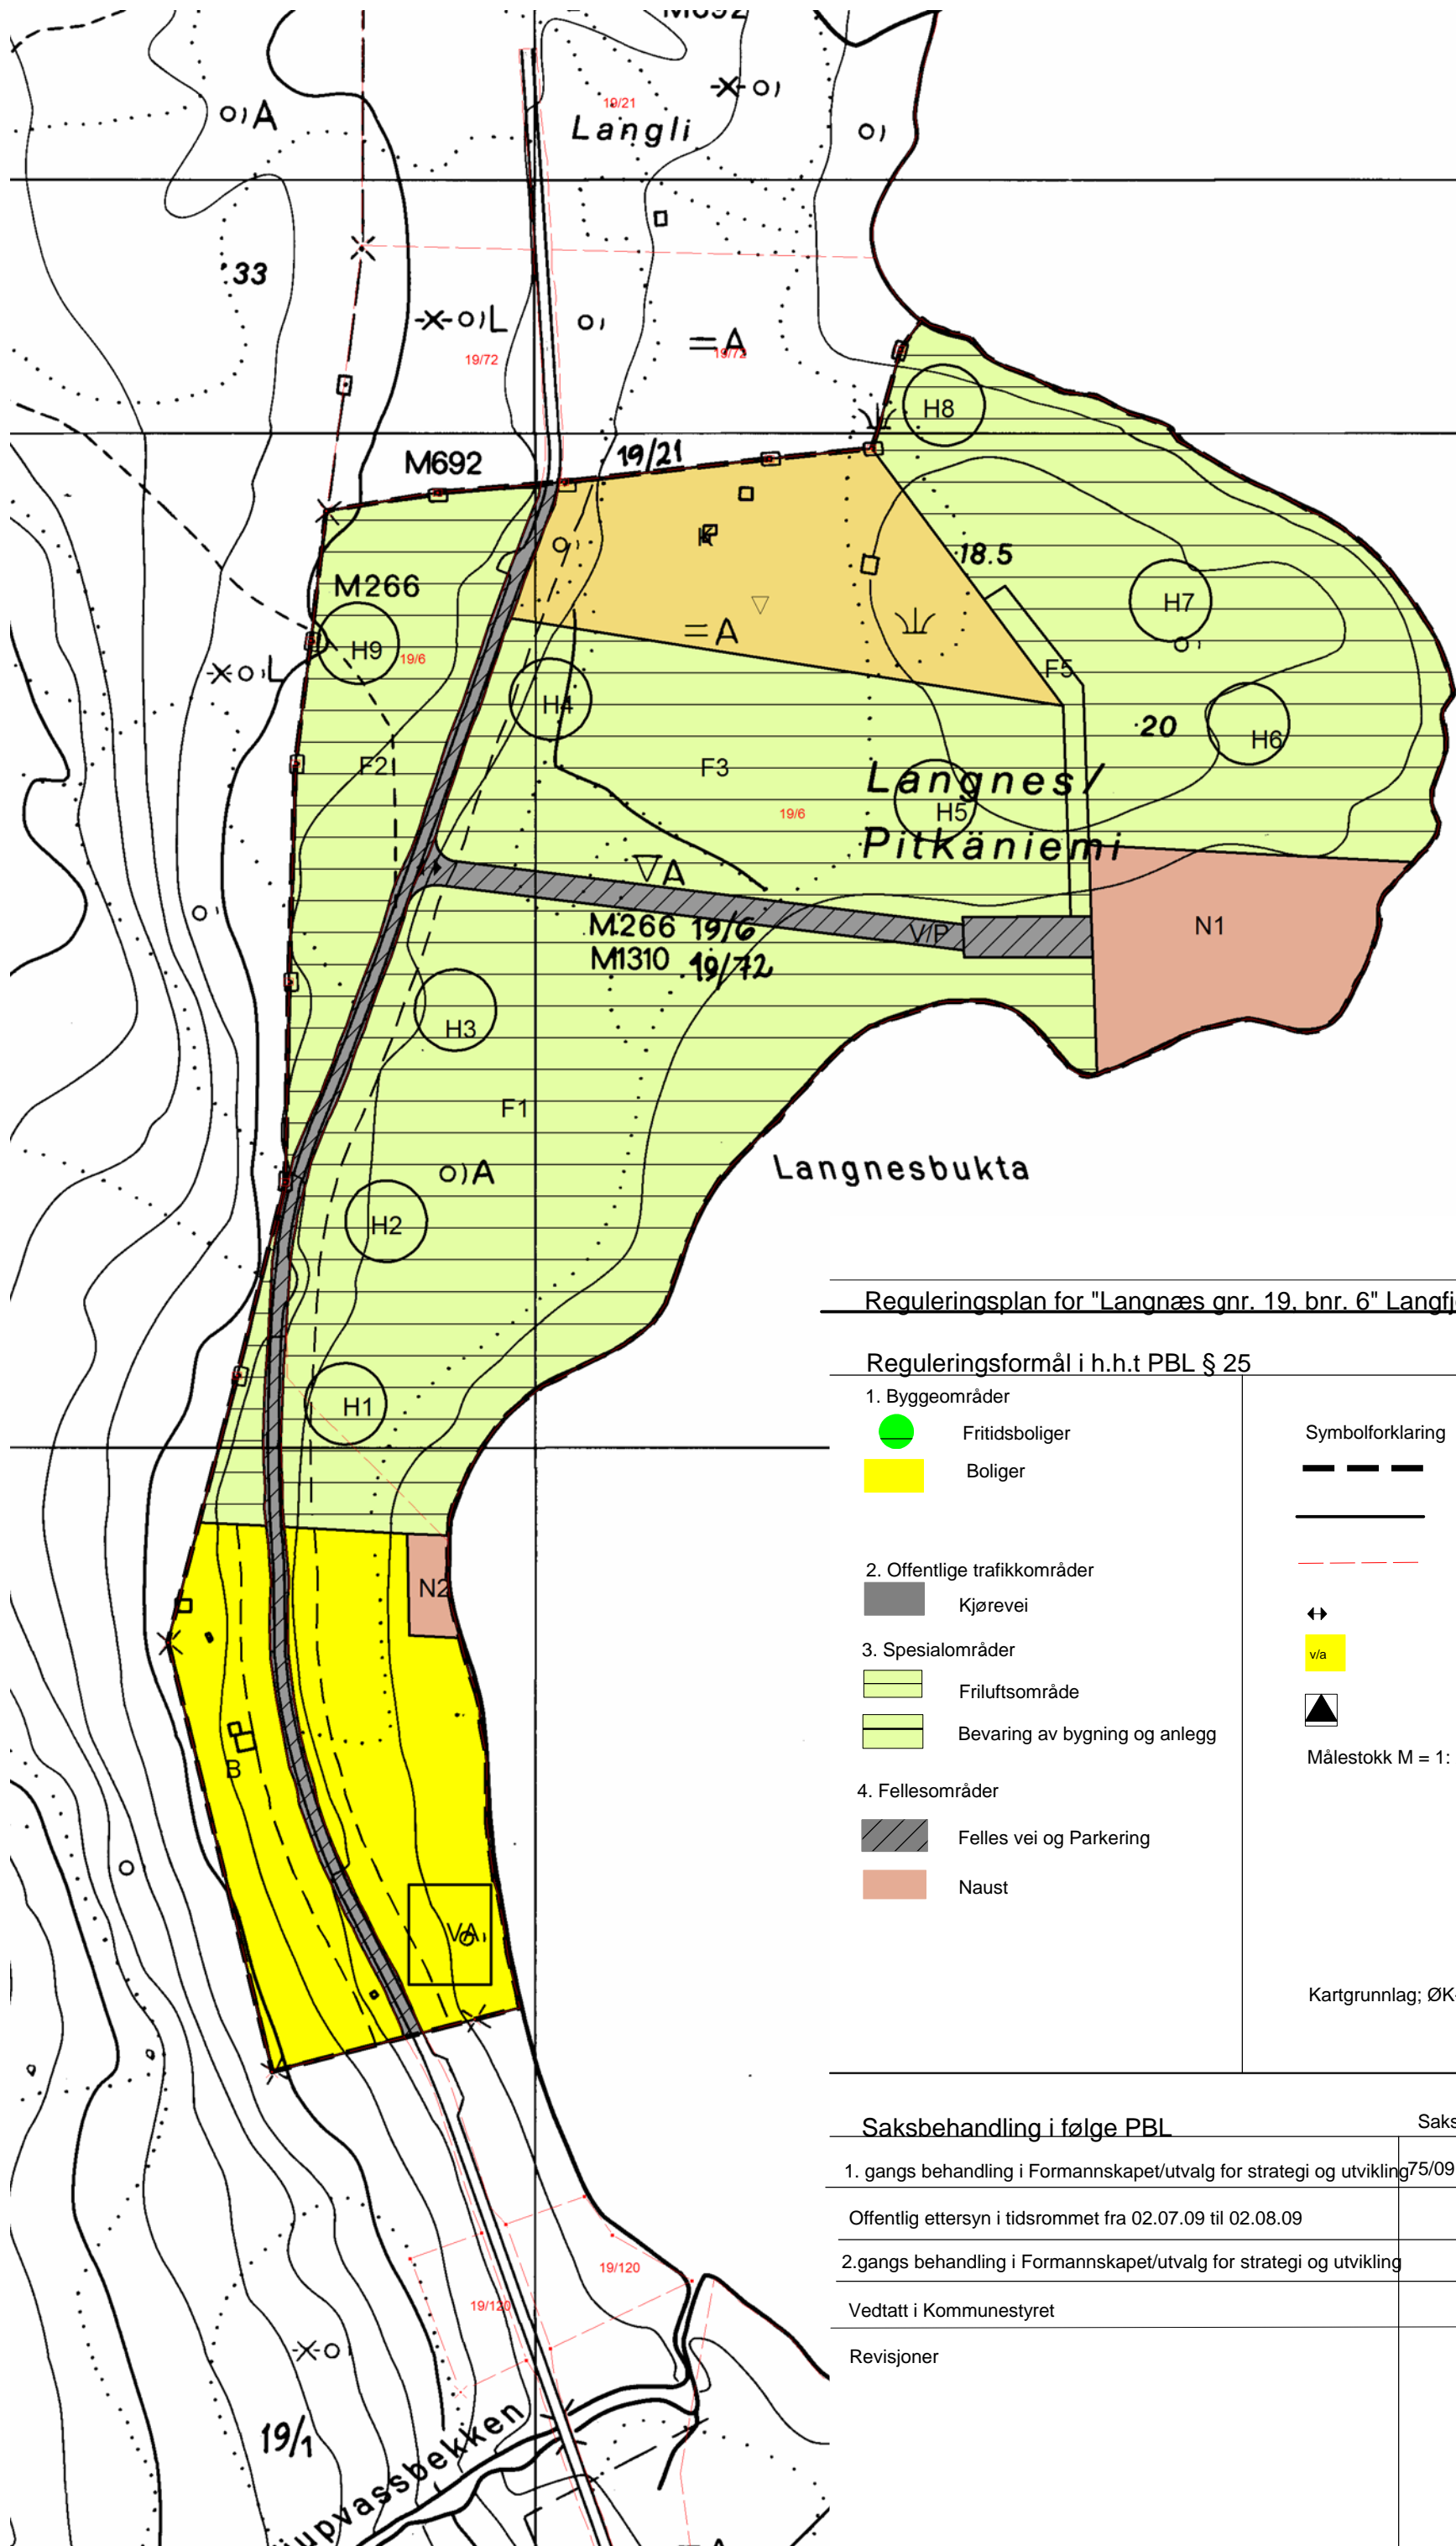 M692
19/21
Langli
A
33
L
A
19/72
19/72
H8
M692
19/21
18.5
K
M266
H9
19/6
A
H7
L
H4
F5
20
H6
F2
F3
Langnes/
H5
19/6
Pitkäniemi
A
M266 19/6
V/P
N1
M1310 19/72
H3
F1
A
Langnesbukta
H2
H1
N2
B
VA
19/120
19/120
19/1
upvassbekken
A
Reguleringsplan for "Langnæs gnr. 19, bnr. 6" Langfj
Reguleringsformål i h.h.t PBL § 25
1. Byggeområder
Fritidsboliger
Boliger
2. Offentlige trafikkområder
Kjørevei
3. Spesialområder
Friluftsområde
Bevaring av bygning og anlegg
4. Fellesområder
Felles vei og Parkering
Naust
Symbolforklaring
v/a
Målestokk M = 1:
Kartgrunnlag; ØK
Saksbehandling i følge PBL
Saks
1. gangs behandling i Formannskapet/utvalg for strategi og utvikling
75/09
Offentlig ettersyn i tidsrommet fra 02.07.09 til 02.08.09
2.gangs behandling i Formannskapet/utvalg for strategi og utvikling
Vedtatt i Kommunestyret
Revisjoner